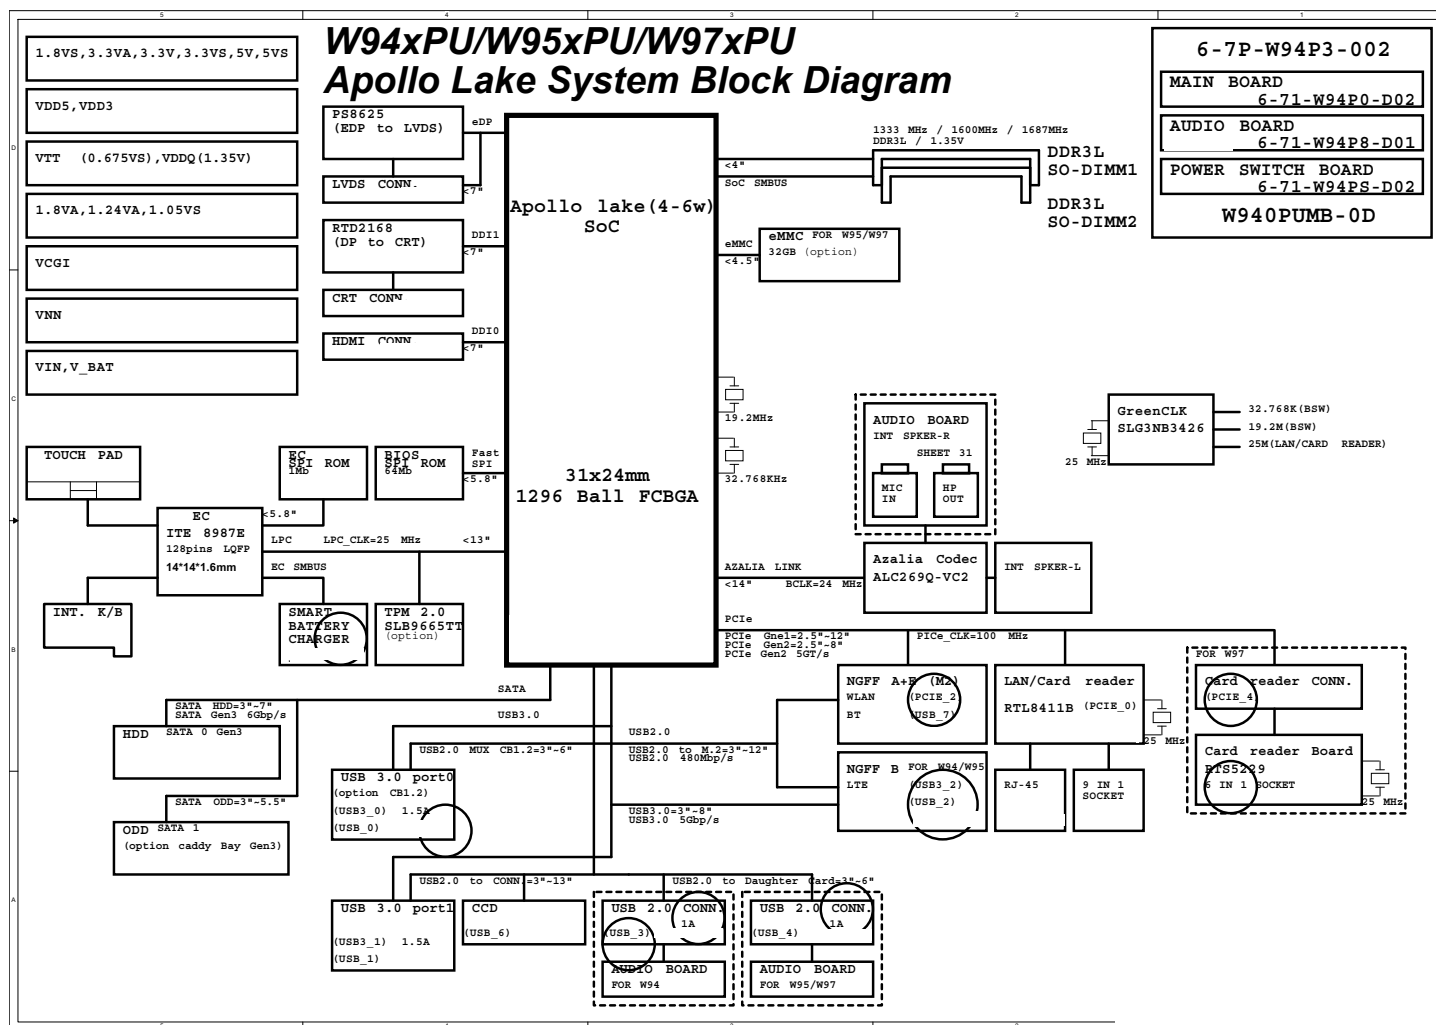 W94xPU/W95xPU/W97xPU
Apollo Lake System Block Diagram
1.8VS,3.3VA,3.3V,3.3VS,5V,5VS
VDD5,VDD3
VTT (0.675VS),VDDQ(1.35V)
1.8VA,1.24VA,1.05VS
VCGI
VNN
VIN,V_BAT
6-7P-W94P3-002
MAIN BOARD
6-71-W94P0-D02
AUDIO BOARD
6-71-W94P8-D01
POWER SWITCH BOARD
6-71-W94PS-D02
W940PUMB-0D
PS8625
(EDP to LVDS)
eDP
LVDS CONN.
<7"
RTD2168
(DP to CRT)
DDI1
<7"
CRT CONN
HDMI CONN
DDI0
<7"
Apollo lake(4-6w)
SoC
31x24mm
1296 Ball FCBGA
1333 MHz / 1600MHz / 1687MHz
DDR3L / 1.35V
<4"
SoC SMBUS
DDR3L
SO-DIMM1
DDR3L
SO-DIMM2
eMMC
<4.5"
eMMC FOR W95/W97
32GB (option)
19.2MHz
32.768KHz
AUDIO BOARD
INT SPKER-R
SHEET 31
MIC
IN
HP
OUT
GreenCLK
SLG3NB3426
25 MHz
32.768K(BSW)
19.2M(BSW)
25M(LAN/CARD READER)
TOUCH PAD
EC
SPI ROM
1Mb
BIOS
SPI ROM
64Mb
Fast
SPI
<5.8"
<5.8"
EC
ITE 8987E
128pins LQFP
14*14*1.6mm
LPC
LPC_CLK=25 MHz
<13"
EC SMBUS
INT. K/B
SMART
BATTERY
CHARGER
TPM 2.0
SLB9665TT
(option)
AZALIA LINK
<14"
BCLK=24 MHz
Azalia Codec
ALC269Q-VC2
INT SPKER-L
PCIe
PCIe Gne1=2.5"~12"
PCIe Gen2=2.5"~8"
PCIe Gen2 5GT/s
PICe_CLK=100 MHz
NGFF A+E (M2)
WLAN
(PCIE_2
BT
(USB_7)
LAN/Card reader
RTL8411B (PCIE_0)
25 MHz
FOR W97
Card reader CONN.
(PCIE_4)
Card reader Board
RTS5229
6 IN 1 SOCKET
25 MHz
SATA
SATA HDD=3"~7"
SATA Gen3 6Gbp/s
HDD SATA 0 Gen3
SATA ODD=3"~5.5"
ODD SATA 1
(option caddy Bay Gen3)
USB3.0
USB2.0 MUX CB1.2=3"~6"
USB2.0
USB2.0 to M.2=3"~12"
USB2.0 480Mbp/s
USB 3.0 port0
(option CB1.2)
(USB3_0) 1.5A
(USB_0)
USB3.0=3"~8"
USB3.0 5Gbp/s
NGFF B FOR W94/W95
LTE
(USB3_2)
(USB_2)
RJ-45
9 IN 1
SOCKET
USB2.0 to CONN.=3"~13"
USB2.0 to Daughter Card=3"~6"
USB 3.0 port1
(USB3_1) 1.5A
(USB_1)
CCD
(USB_6)
USB 2.0 CONN.
1A
(USB_3)
AUDIO BOARD
FOR W94
USB 2.0 CONN.
1A
(USB_4)
AUDIO BOARD
FOR W95/W97